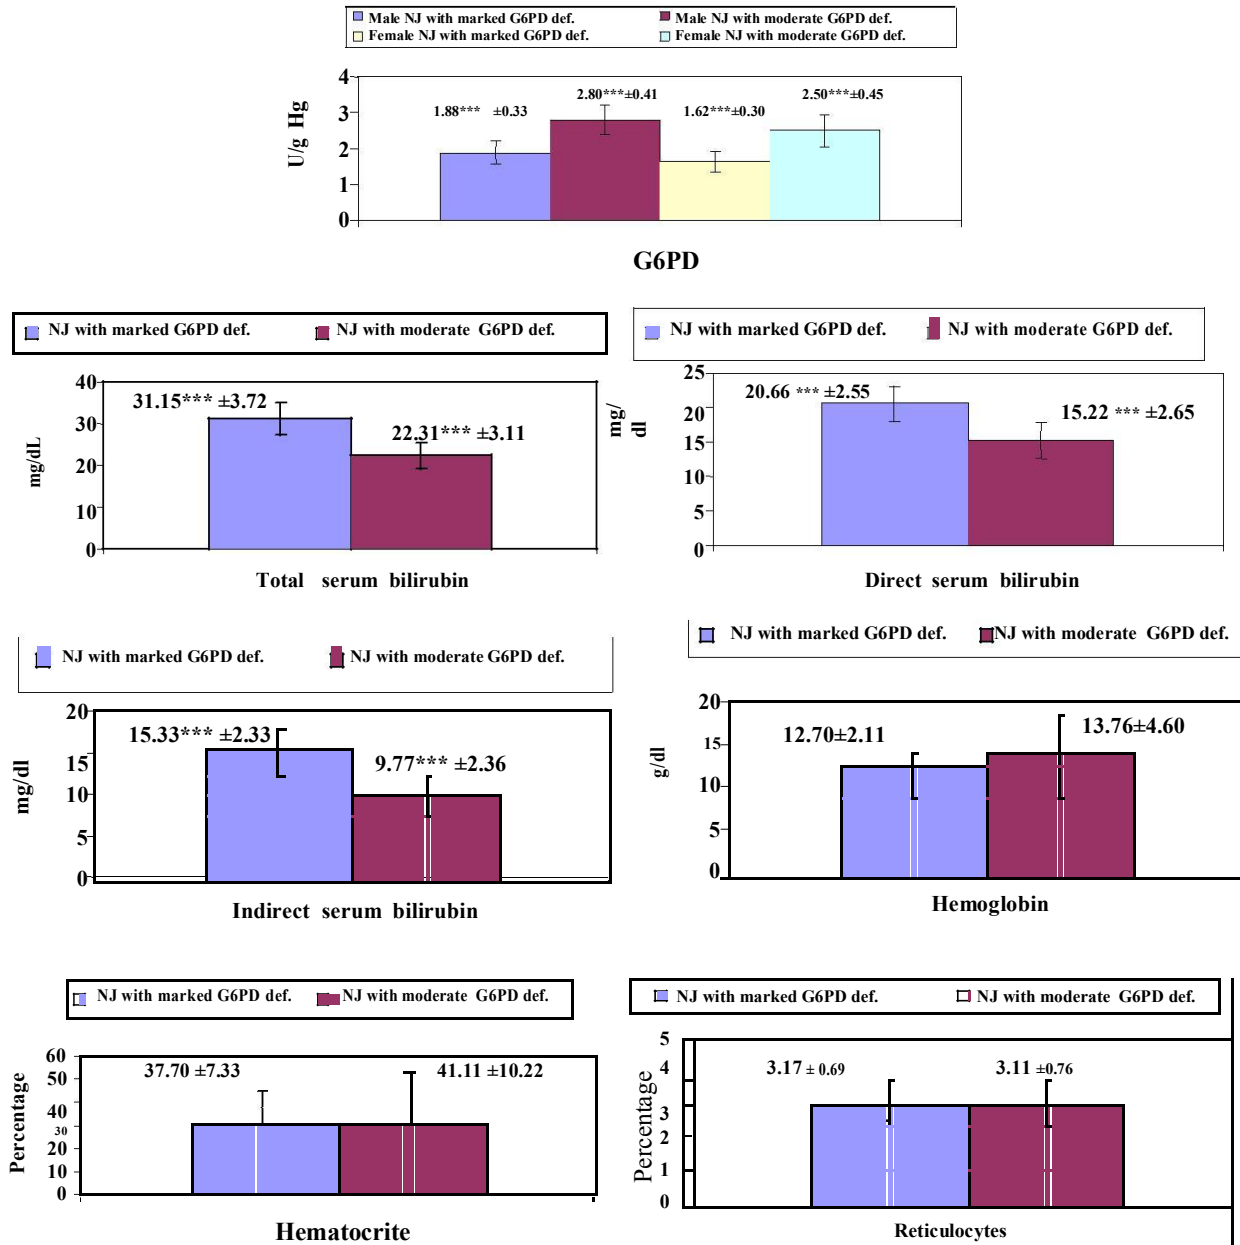 Male NJ with marked G6PD def. Male NJ with moderate G6PD def.
Female NJ with marked G6PD def. Female NJ with moderate G6PD def.
U/g Hg
4
3
2
1
0
1.88*** ±0.33
2.80***±0.41
1.62***±0.30
2.50***±0.45
G6PD
NJ with marked G6PD def. NJ with moderate G6PD def.
mg/dL
40
30
20
10
0
31.15*** ±3.72
22.31*** ±3.11
Total serum bilirubin
NJ with marked G6PD def. NJ with moderate G6PD def.
mg/
dl
25
20
15
10
5
0
20.66 *** ±2.55
15.22 *** ±2.65
Direct serum bilirubin
NJ with marked G6PD def. NJ with moderate G6PD def.
mg/dl
20
15
10
5
0
15.33*** ±2.33
9.77*** ±2.36
Indirect serum bilirubin
NJ with marked G6PD def. NJ with moderate G6PD def.
g/dl
20
15
10
5
0
12.70±2.11
13.76±4.60
Hemoglobin
NJ with marked G6PD def. NJ with moderate G6PD def.
Percentage
60
50
40
30
20
10
0
37.70 ±7.33
41.11 ±10.22
Hematocrite
NJ with marked G6PD def. NJ with moderate G6PD def.
Percentage
5
4
3
2
1
0
3.17 ± 0.69
3.11 ±0.76
Reticulocytes